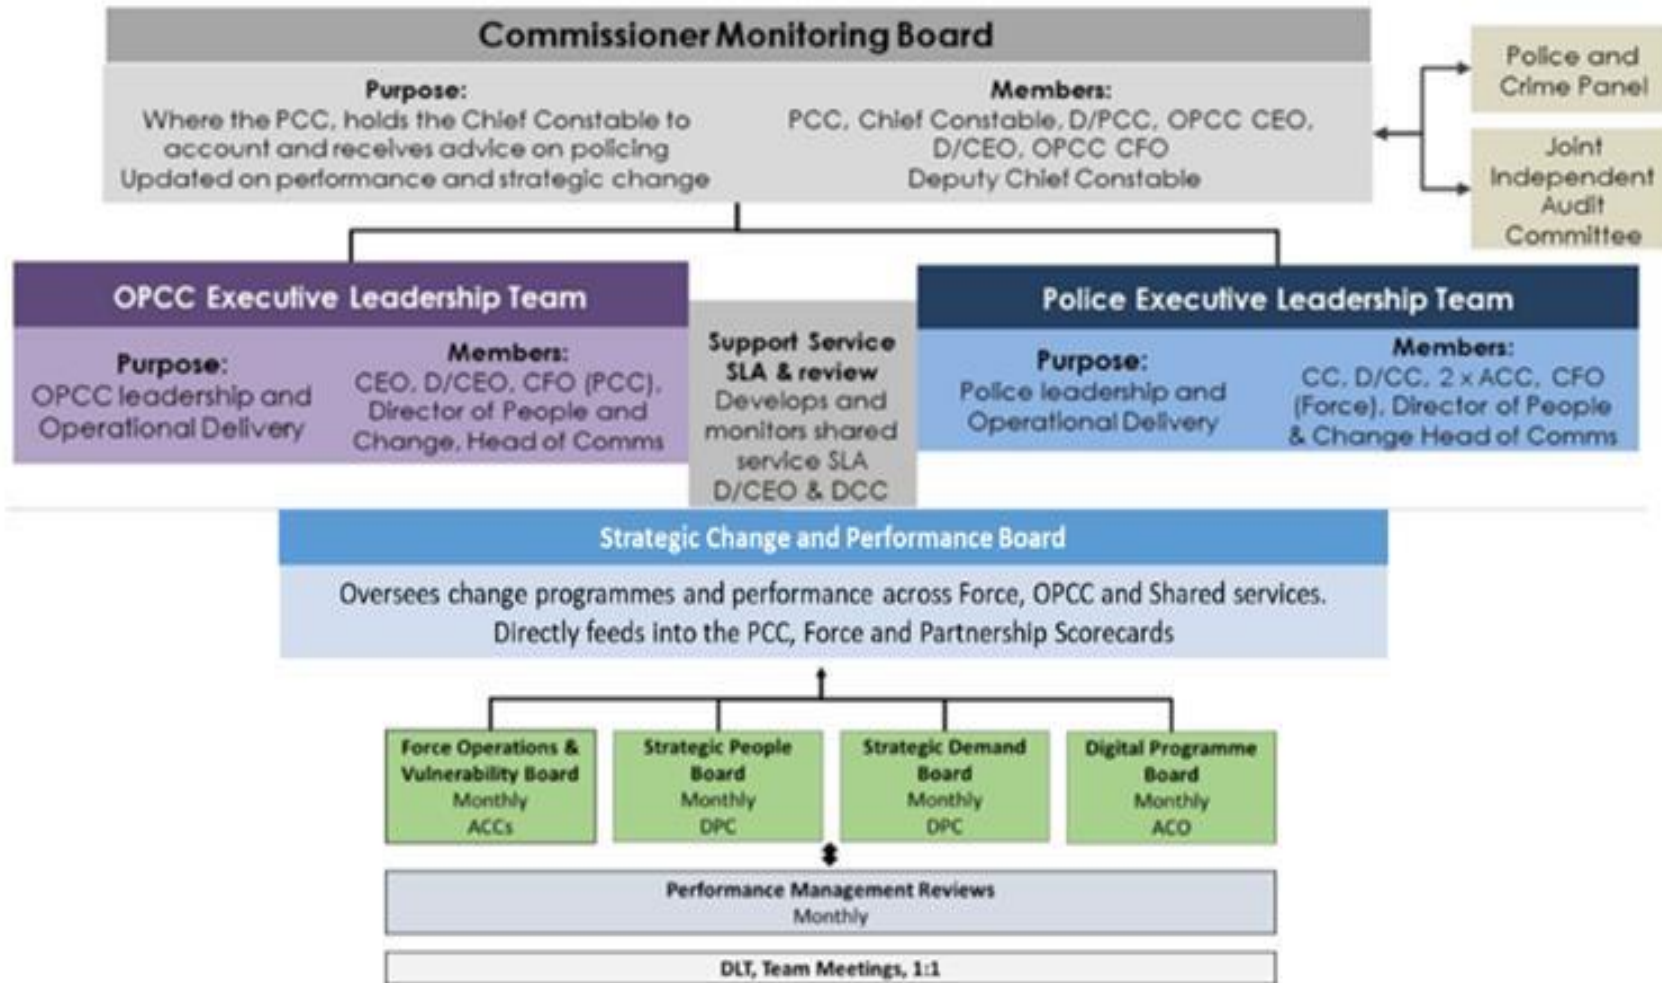 Commissioner Monitoring Board
Purpose:
Where the PCC, holds the Chief Constable to
account and receives advice on policing
Updated on performance and strategic change
Members:
PCC, Chief Constable, D/PCC, OPCC CEO,
D/CEO, OPCC CFO
Deputy Chief Constable
Police and
Crime Panel
Joint
Independent
Audit
Committee
OPCC Executive Leadership Team
Purpose:
OPCC leadership and
Operational Delivery
Members:
CEO, D/CEO, CFO (PCC),
Director of People and
Change, Head of Comms
Support Service
SLA & review
Develops and
monitors shared
service SLA
D/CEO & DCC
Police Executive Leadership Team
Purpose:
Police leadership and
Operational Delivery
Members:
CC, D/CC, 2 x ACC, CFO
(Force), Director of People
& Change Head of Comms
Strategic Change and Performance Board
Oversees change programmes and performance across Force, OPCC and Shared services.
Directly feeds into the PCC, Force and Partnership Scorecards
Force Operations &
Vulnerability Board
Monthly
ACCs
Strategic People
Board
Monthly
DPC
Strategic Demand
Board
Monthly
DPC
Digital Programme
Board
Monthly
ACO
Performance Management Reviews
Monthly
DLT, Team Meetings, 1:1